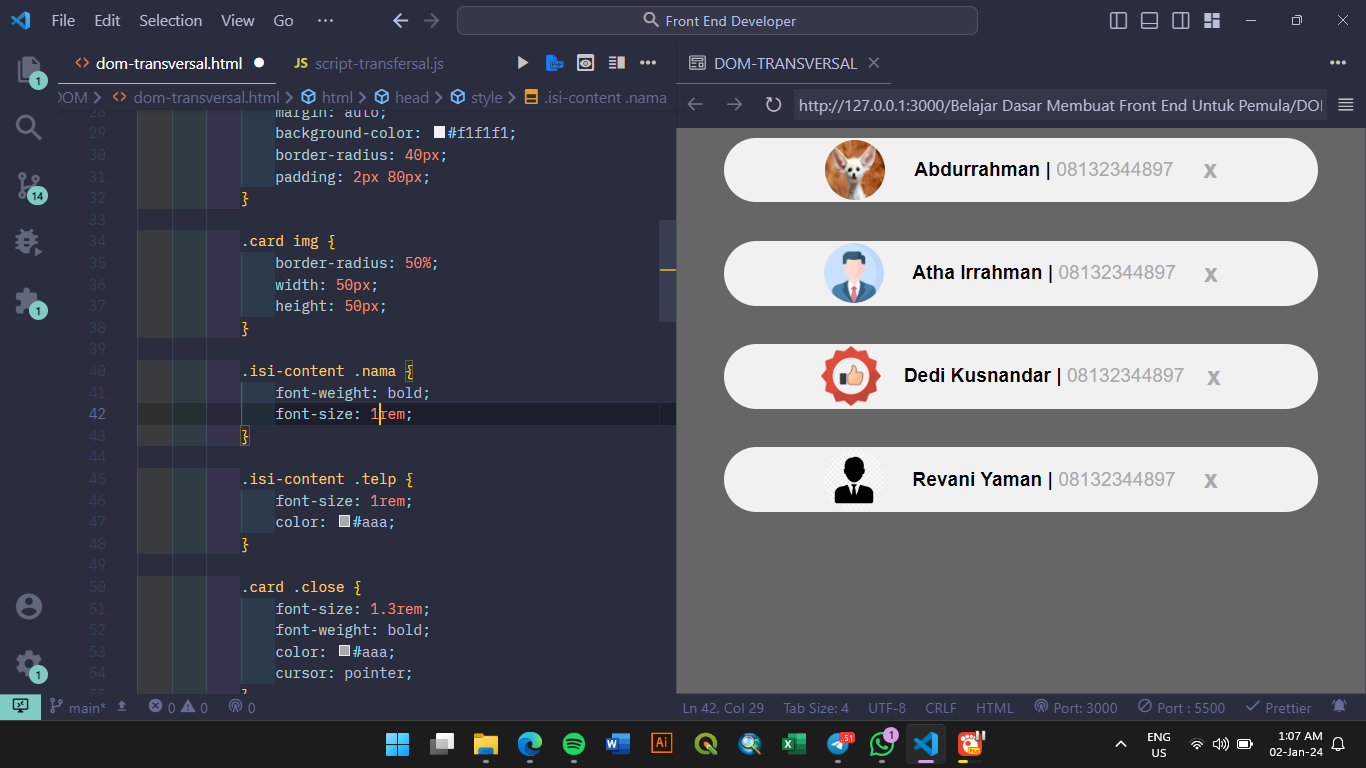 File Edit Selection View Go ··· Front End Developer
dom-transversal.html script-transfersal.js DOM-TRANSVERSAL
DOM > dom-transversal.html > html > head > style > .isi-content .nama
http://127.0.0.1:3000/Belajar Dasar Membuat Front End Untuk Pemula/DOI
28 margin: auto;
29 background-color: #f1f1f1;
30 border-radius: 40px;
31 padding: 2px 80px;
32 }
33
34 .card img {
35 border-radius: 50%;
36 width: 50px;
37 height: 50px;
38 }
39
40 .isi-content .nama {
41 font-weight: bold;
42 font-size: 1rem;
43 }
44
45 .isi-content .telp {
46 font-size: 1rem;
47 color: #aaa;
48 }
49
50 .card .close {
51 font-size: 1.3rem;
52 font-weight: bold;
53 color: #aaa;
54 cursor: pointer;
55 }
Abdurrahman | 08132344897 x
Atha Irrahman | 08132344897 x
Dedi Kusnandar | 08132344897 x
Revani Yaman | 08132344897 x
1
14
1
1
main* 0 0 0 Ln 42, Col 29 Tab Size: 4 UTF-8 CRLF HTML Port: 3000 Port : 5500 Prettier
W Ai X 51 1
ENG
US
1:07 AM
02-Jan-24